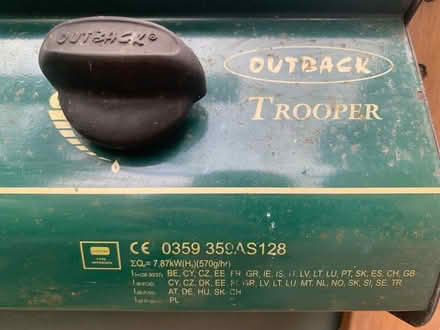 OUTBACK®
OUTBACK
TROOPER
CE 0359 359AS128
ΣQn= 7,87kW(Hs)(570g/hr)
BE, CY, CZ, EE, FR, GR, IE, IS, IT, LV, LT, LU, PT, SK, ES, CH, GB
CY, CZ, DK, EE, FI, GR, LV, LT, LU, MT, NL, NO, SK, SI, SE, TR
AT, DE, HU, SK, CH
PL